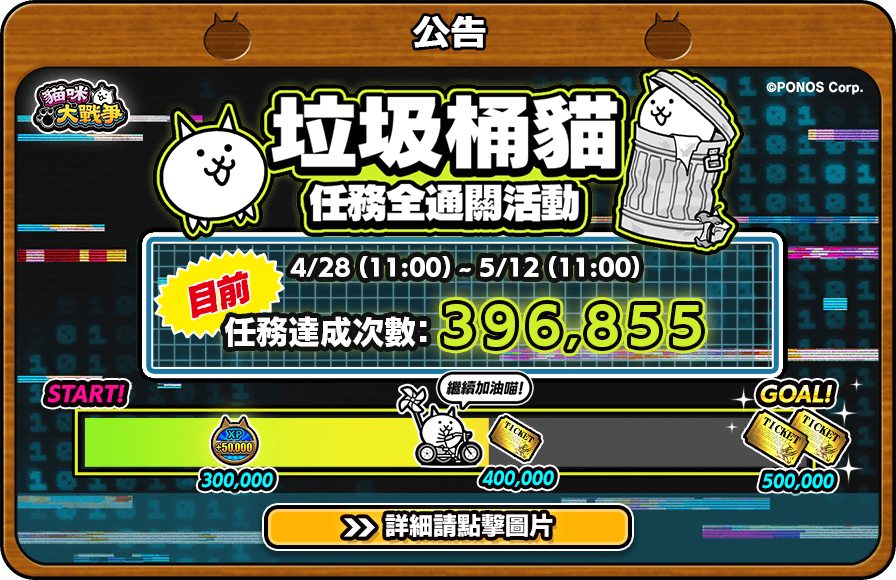 公告
貓咪
大戰爭
©PONOS Corp.
垃圾桶貓
任務全通關活動
4/28 (11:00) ~ 5/12 (11:00)
目前
任務達成次數: 396,855
繼續加油喵!
START!
GOAL!
XP
+50,000
TICKET
TICKET
TICKET
300,000
400,000
500,000
>> 詳細請點擊圖片